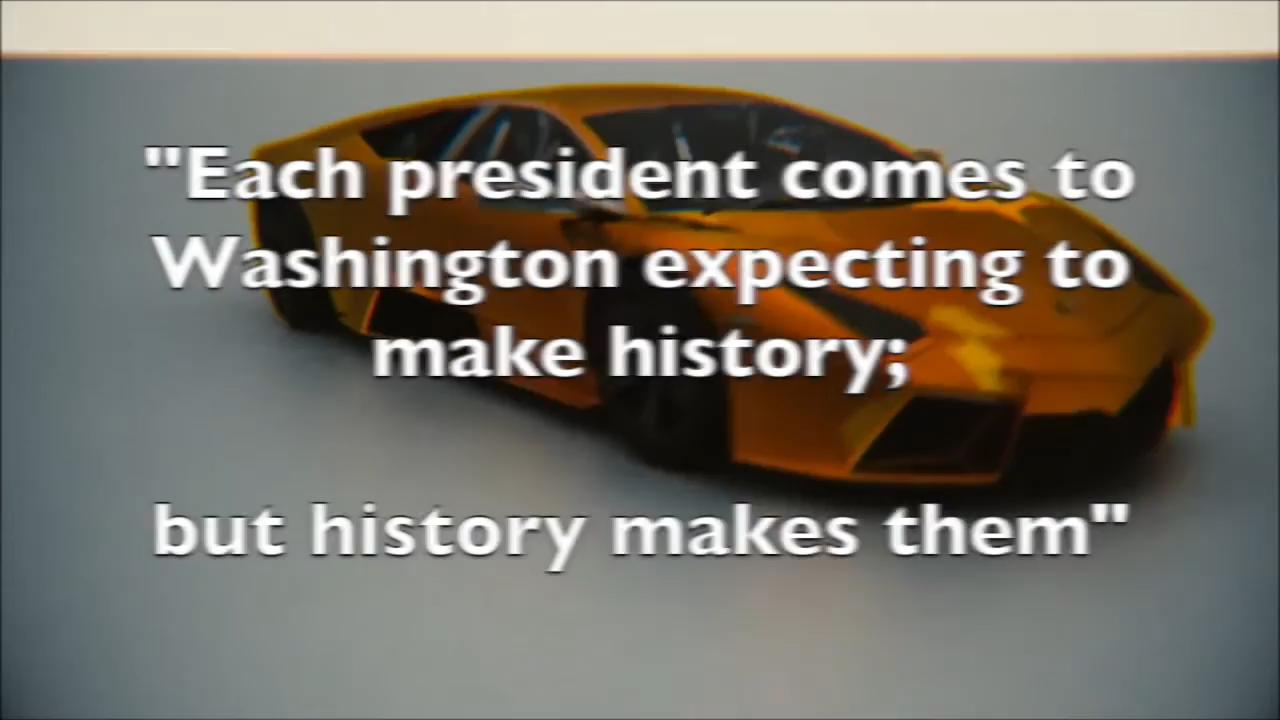 "Each president comes to
Washington expecting to
make history;
but history makes them"